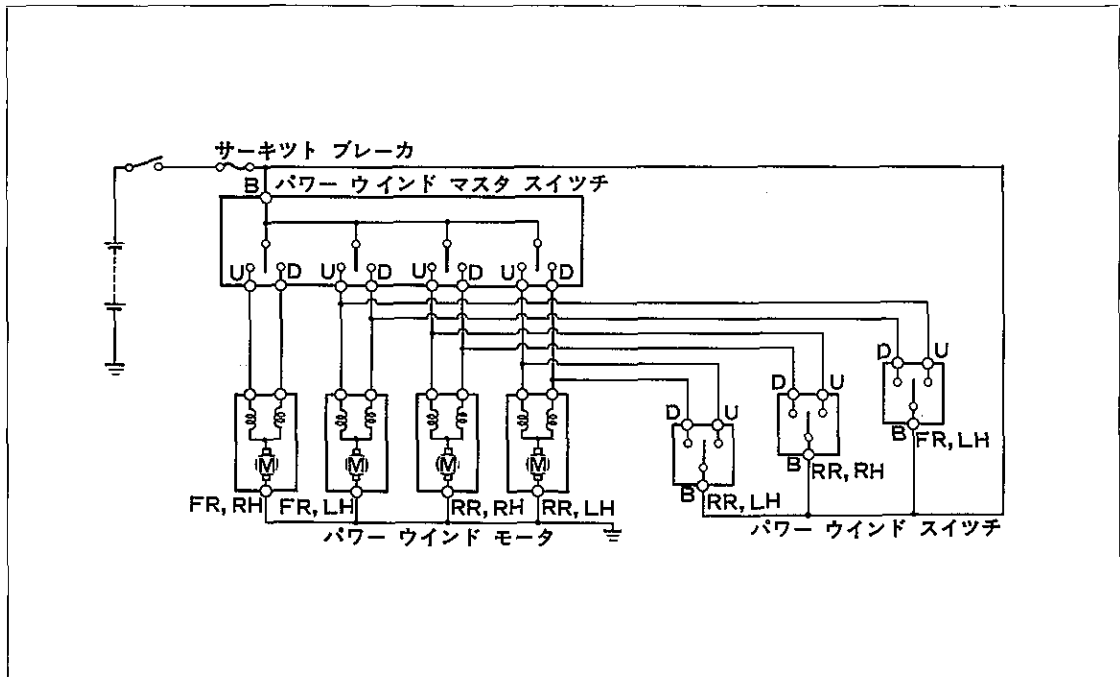 サーキツト ブレーカ
B パワー ウインド マスタ スイツチ
U D U D U D U D
D U
D U
D U
B FR, LH
B RR, RH
B RR, LH
M M M M
FR, RH FR, LH RR, RH RR, LH
パワー ウインド モータ
パワー ウインド スイツチ